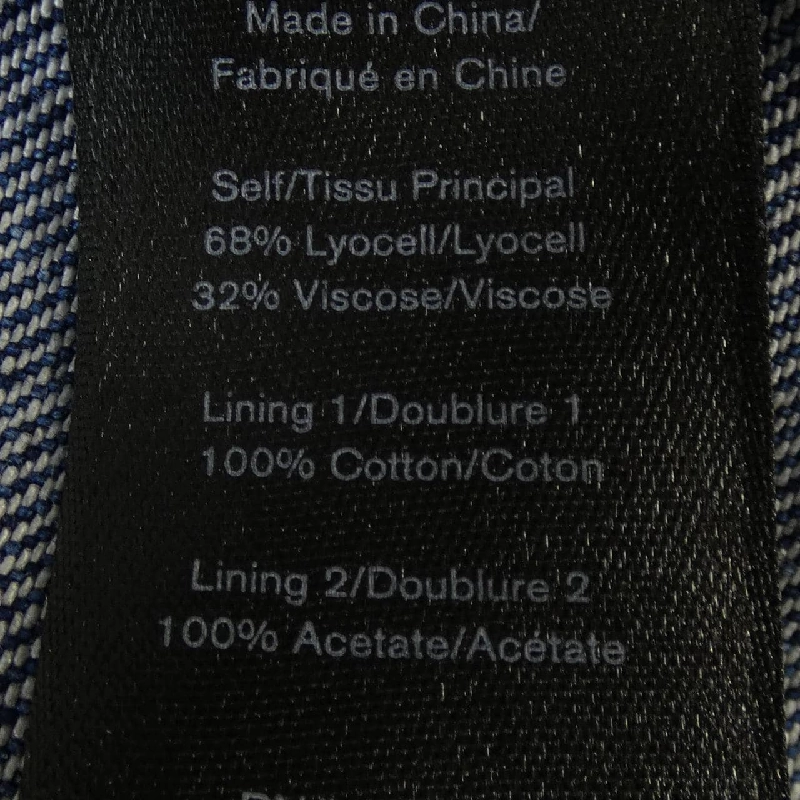 Made in China/
Fabriqué en Chine
Self/Tissu Principal
68% Lyocell/Lyocell
32% Viscose/Viscose
Lining 1/Doublure 1
100% Cotton/Coton
Lining 2/Doublure 2
100% Acetate/Acétate